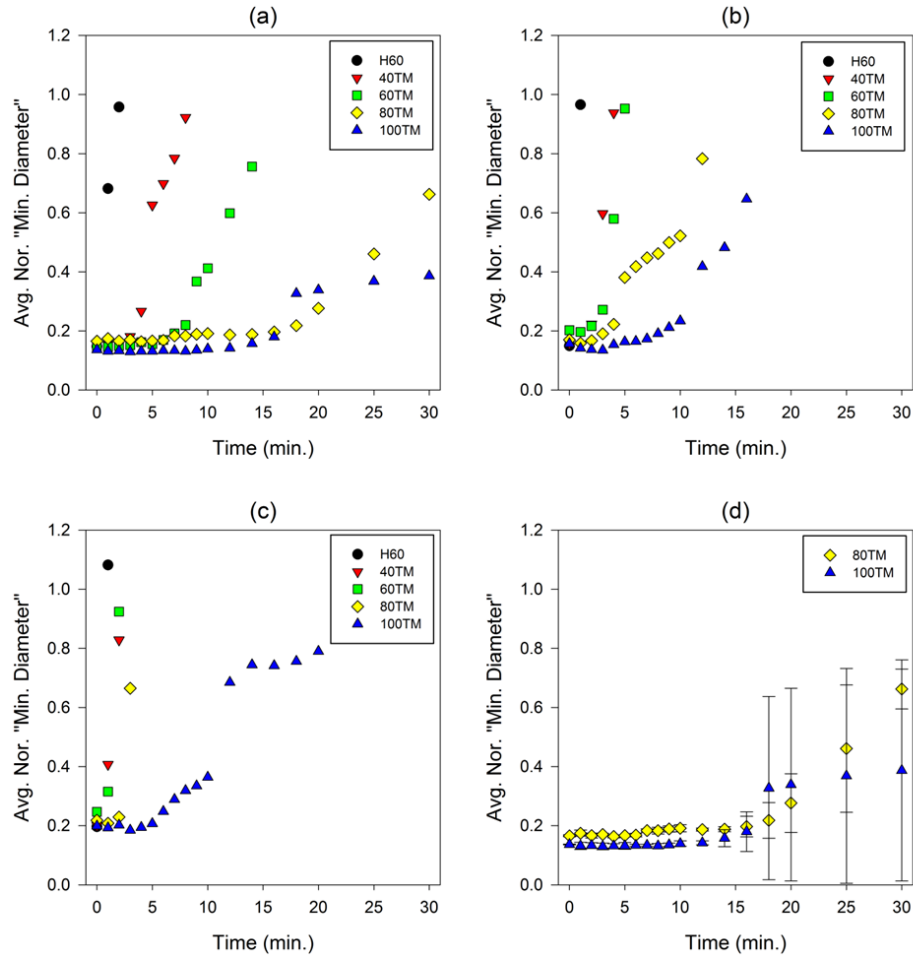 (a)
1.2
1.0
0.8
0.6
0.4
0.2
0.0
Avg. Nor. "Min. Diameter"
H60
40TM
60TM
80TM
100TM
0 5 10 15 20 25 30
Time (min.)
(b)
1.2
1.0
0.8
0.6
0.4
0.2
0.0
Avg. Nor. "Min. Diameter"
H60
40TM
60TM
80TM
100TM
0 5 10 15 20 25 30
Time (min.)
(c)
1.2
1.0
0.8
0.6
0.4
0.2
0.0
Avg. Nor. "Min. Diameter"
H60
40TM
60TM
80TM
100TM
0 5 10 15 20 25 30
Time (min.)
(d)
1.2
1.0
0.8
0.6
0.4
0.2
0.0
Avg. Nor. "Min. Diameter"
80TM
100TM
0 5 10 15 20 25 30
Time (min.)